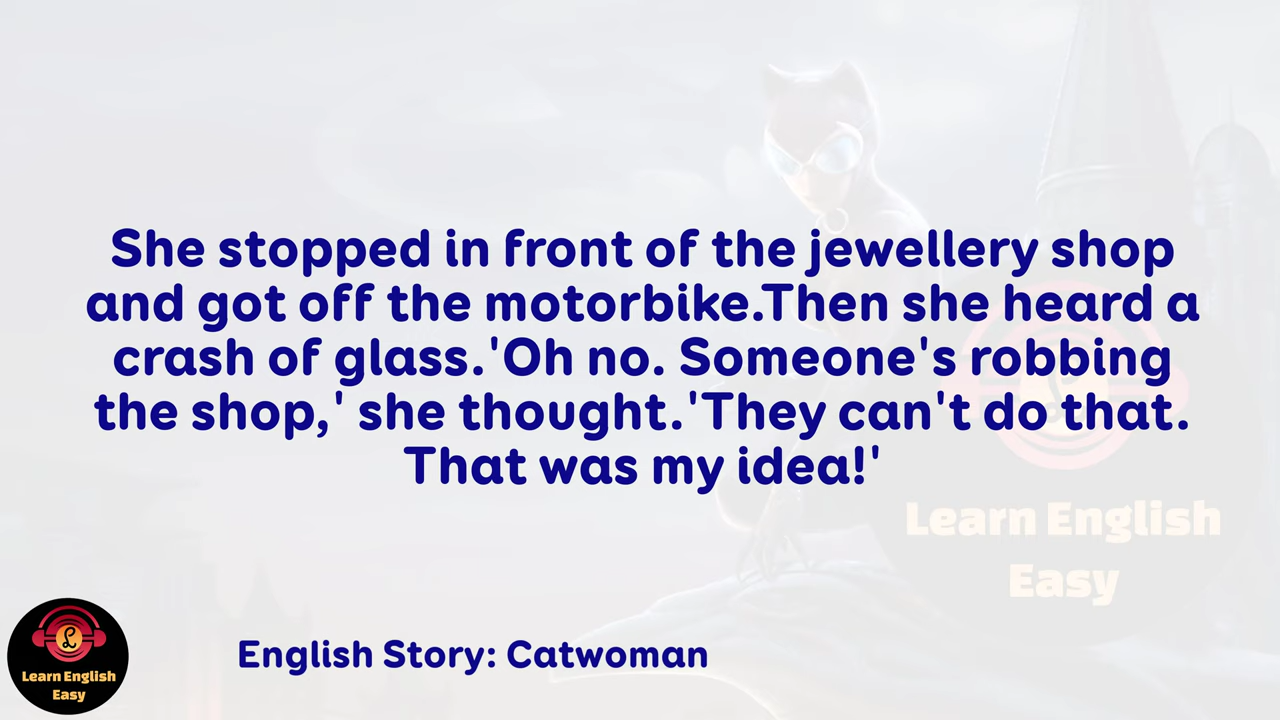 She stopped in front of the jewellery shop
and got off the motorbike.Then she heard a
crash of glass.'Oh no. Someone's robbing
the shop,' she thought.'They can't do that.
That was my idea!'
Learn English
Easy
L
Learn English
Easy
English Story: Catwoman